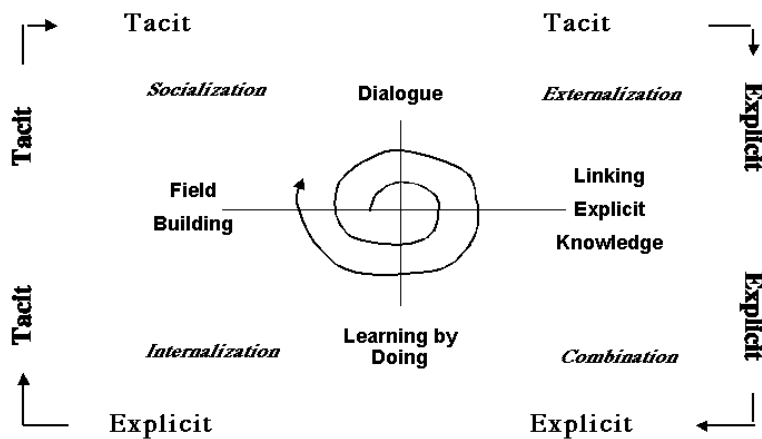 Tacit
Tacit
Socialization
Dialogue
Externalization
Tacit
Explicit
Field
Building
Linking
Explicit
Knowledge
Tacit
Explicit
Internalization
Learning by
Doing
Combination
Explicit
Explicit